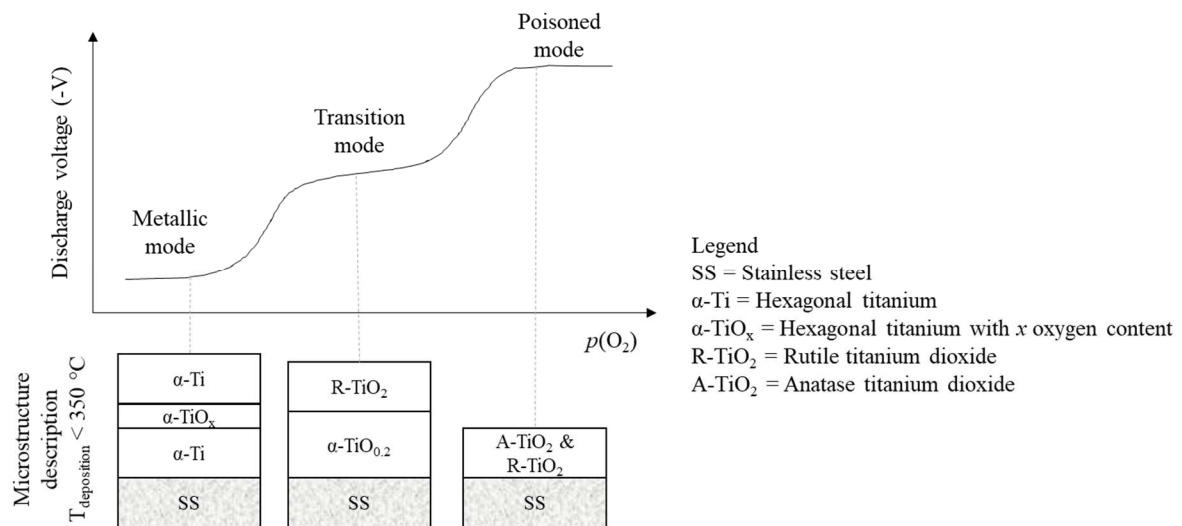 Poisoned
mode
Transition
mode
Metallic
mode
Discharge voltage (-V)
p(O₂)
Legend
SS = Stainless steel
α-Ti = Hexagonal titanium
α-TiOₓ = Hexagonal titanium with x oxygen content
R-TiO₂ = Rutile titanium dioxide
A-TiO₂ = Anatase titanium dioxide
Microstructure
description
T_deposition < 350 °C
α-Ti
α-TiOₓ
α-Ti
SS
R-TiO₂
α-TiO₀.₂
SS
A-TiO₂ &
R-TiO₂
SS